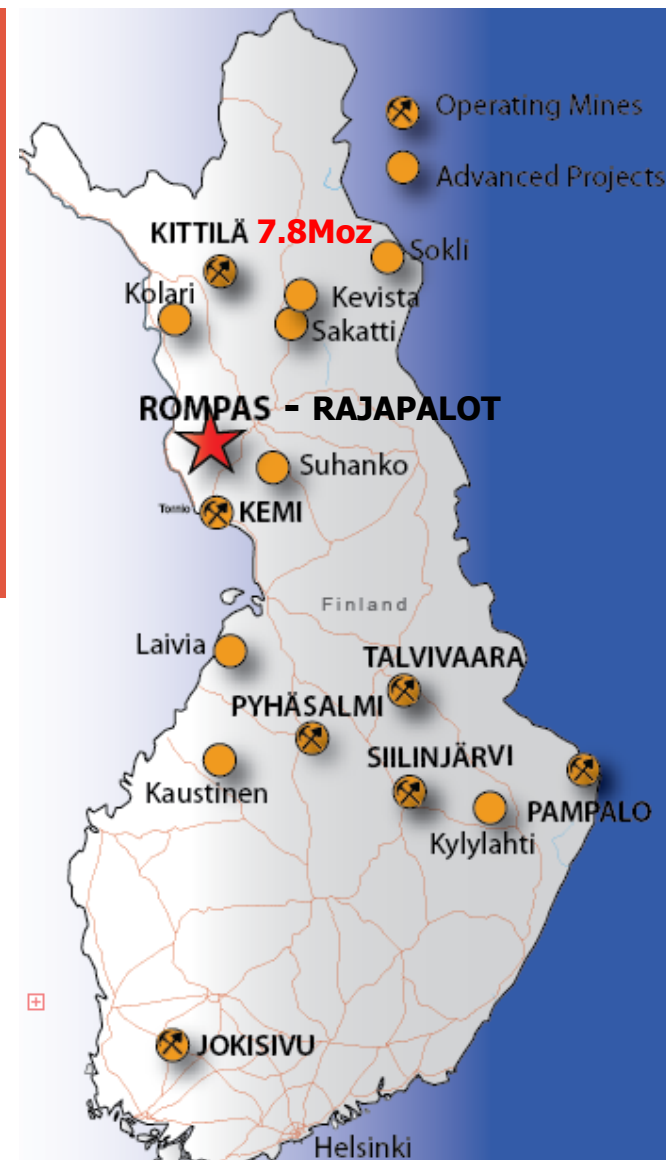 Operating Mines
Advanced Projects
KITTILÄ 7.8Moz
Sokli
Kolari
Kevista
Sakatti
ROMPAS - RAJAPALOT
Suhanko
Tornio
KEMI
Finland
Laivia
TALVIVAARA
PYHÄSALMI
SIILINJÄRVI
Kaustinen
PAMPALO
Kylylahti
JOKISIVU
Helsinki